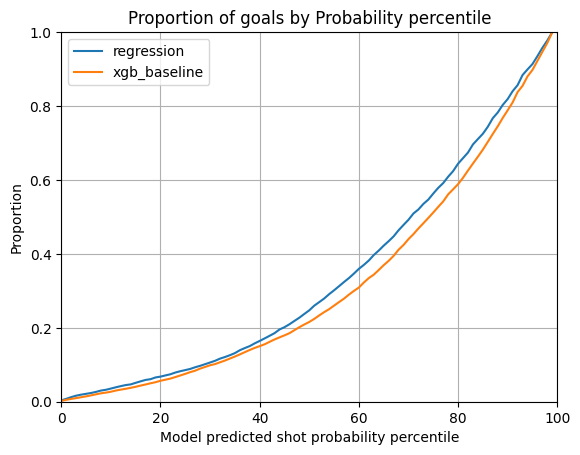 Proportion of goals by Probability percentile
regression
xgb_baseline
1.0
0.8
0.6
0.4
0.2
0.0
Proportion
0 20 40 60 80 100
Model predicted shot probability percentile